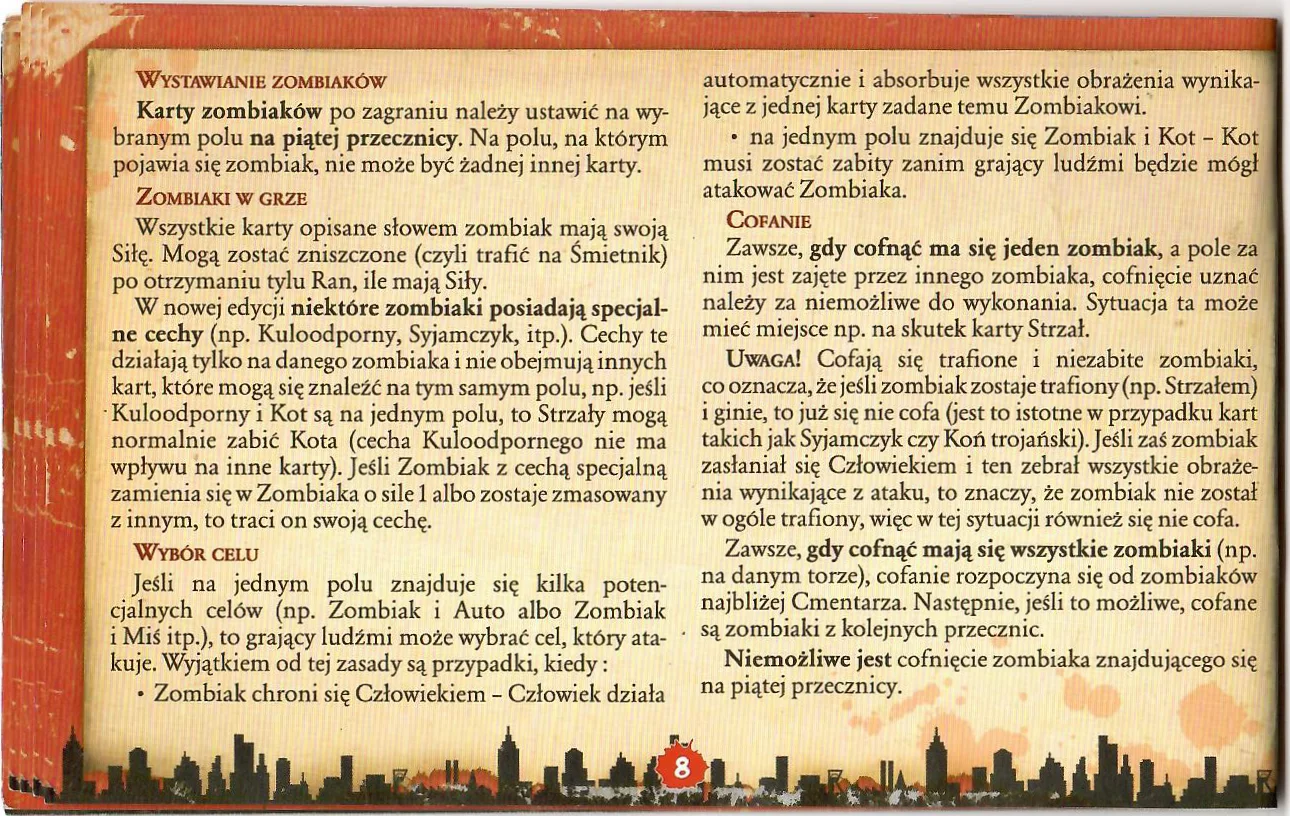 Wystawianie zombiaków
Karty zombiaków po zagraniu należy ustawić na wy-
branym polu na piątej przecznicy. Na polu, na którym
pojawia się zombiak, nie może być żadnej innej karty.
Zombiaki w grze
Wszystkie karty opisane słowem zombiak mają swoją
Siłę. Mogą zostać zniszczone (czyli trafić na Śmietnik)
po otrzymaniu tylu Ran, ile mają Siły.
W nowej edycji niektóre zombiaki posiadają specjal-
ne cechy (np. Kuloodporny, Syjamczyk, itp.). Cechy te
działają tylko na danego zombiaka i nie obejmują innych
kart, które mogą się znaleźć na tym samym polu, np. jeśli
Kuloodporny i Kot są na jednym polu, to Strzały mogą
normalnie zabić Kota (cecha Kuloodpornego nie ma
wpływu na inne karty). Jeśli Zombiak z cechą specjalną
zamienia się w Zombiaka o sile 1 albo zostaje zmasowany
z innym, to traci on swoją cechę.
Wybór celu
Jeśli na jednym polu znajduje się kilka poten-
cjalnych celów (np. Zombiak i Auto albo Zombiak
i Miś itp.), to grający ludźmi może wybrać cel, który ata-
kuje. Wyjątkiem od tej zasady są przypadki, kiedy :
• Zombiak chroni się Człowiekiem – Człowiek działa
automatycznie i absorbuje wszystkie obrażenia wynika-
jące z jednej karty zadane temu Zombiakowi.
• na jednym polu znajduje się Zombiak i Kot – Kot
musi zostać zabity zanim grający ludźmi będzie mógł
atakować Zombiaka.
Cofanie
Zawsze, gdy cofnąć ma się jeden zombiak, a pole za
nim jest zajęte przez innego zombiaka, cofnięcie uznać
należy za niemożliwe do wykonania. Sytuacja ta może
mieć miejsce np. na skutek karty Strzał.
Uwaga! Cofają się trafione i niezabite zombiaki,
co oznacza, że jeśli zombiak zostaje trafiony (np. Strzałem)
i ginie, to już się nie cofa (jest to istotne w przypadku kart
takich jak Syjamczyk czy Koń trojański). Jeśli zaś zombiak
zasłaniał się Człowiekiem i ten zebrał wszystkie obraże-
nia wynikające z ataku, to znaczy, że zombiak nie został
w ogóle trafiony, więc w tej sytuacji również się nie cofa.
Zawsze, gdy cofnąć mają się wszystkie zombiaki (np.
na danym torze), cofanie rozpoczyna się od zombiaków
najbliżej Cmentarza. Następnie, jeśli to możliwe, cofane
są zombiaki z kolejnych przecznic.
Niemożliwe jest cofnięcie zombiaka znajdującego się
na piątej przecznicy.
8